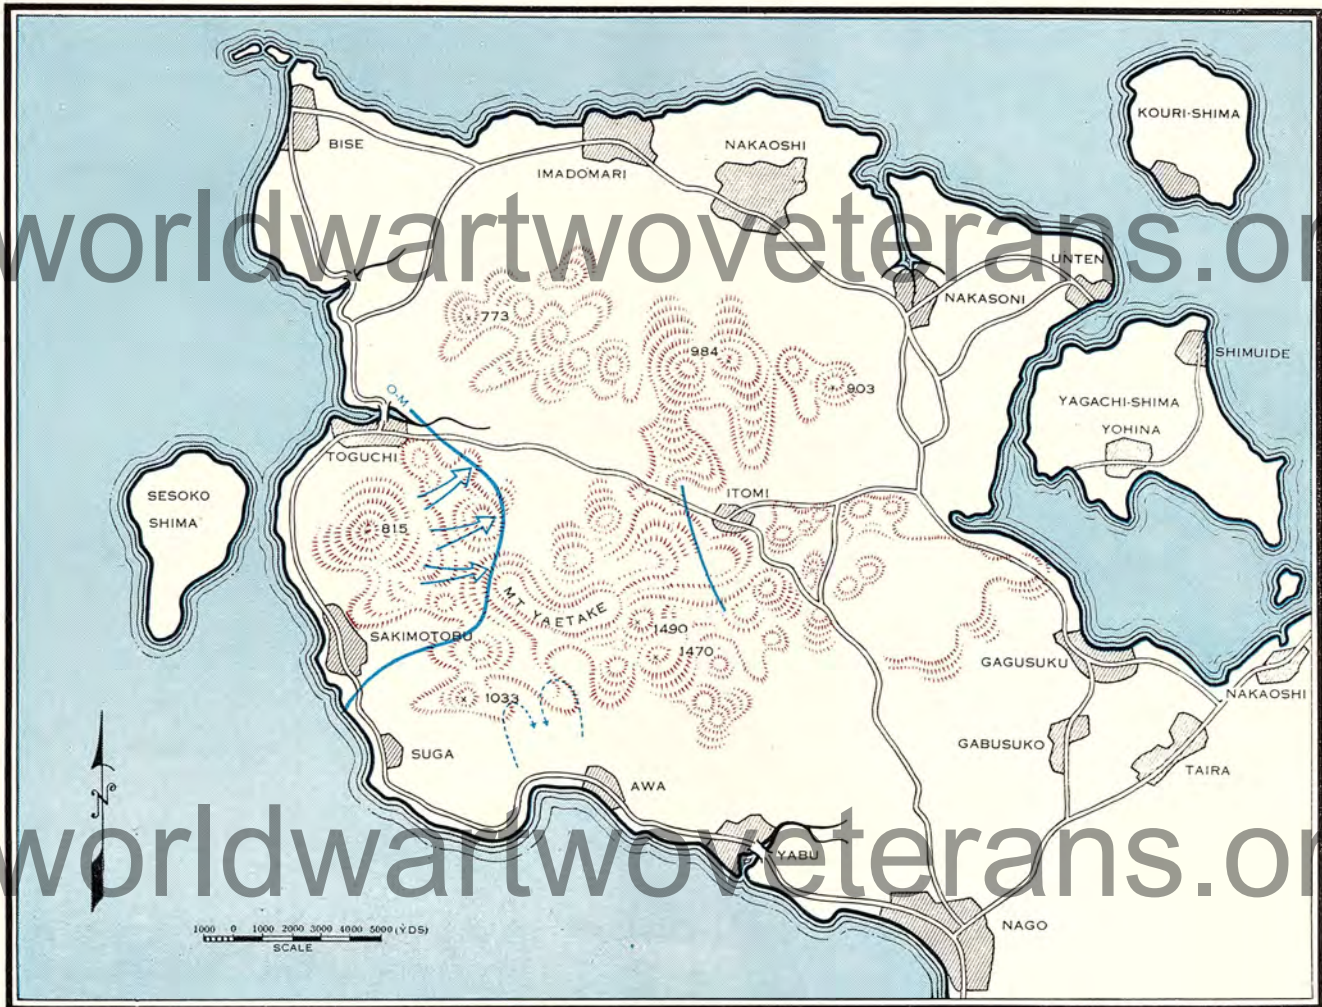 KOURI-SHIMA
BISE
NAKAOSHI
IMADOMARI
worldwartwoveterans.or
UNTEN
NAKASONI
773
984
903
SHIMUIDE
O-M
YAGACHI-SHIMA
YOHINA
TOGUCHI
SESOKO
SHIMA
ITOMI
815
MT YAETAKE
SAKIMOTOBU
1490
1470
GAGUSUKU
1033
NAKAOSHI
SUGA
GABUSUKO
TAIRA
AWA
N
worldwartwoveterans.or
YABU
NAGO
1000 0 1000 2000 3000 4000 5000 (YDS)
SCALE